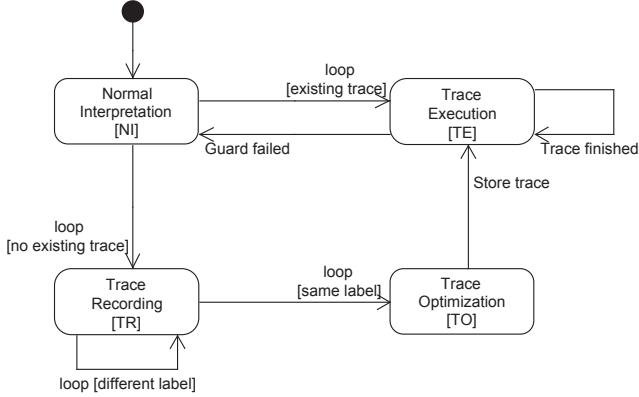 Normal
Interpretation
[NI]
loop
[existing trace]
Trace
Execution
[TE]
Guard failed
Trace finished
Store trace
loop
[no existing trace]
Trace
Recording
[TR]
loop
[same label]
Trace
Optimization
[TO]
loop [different label]